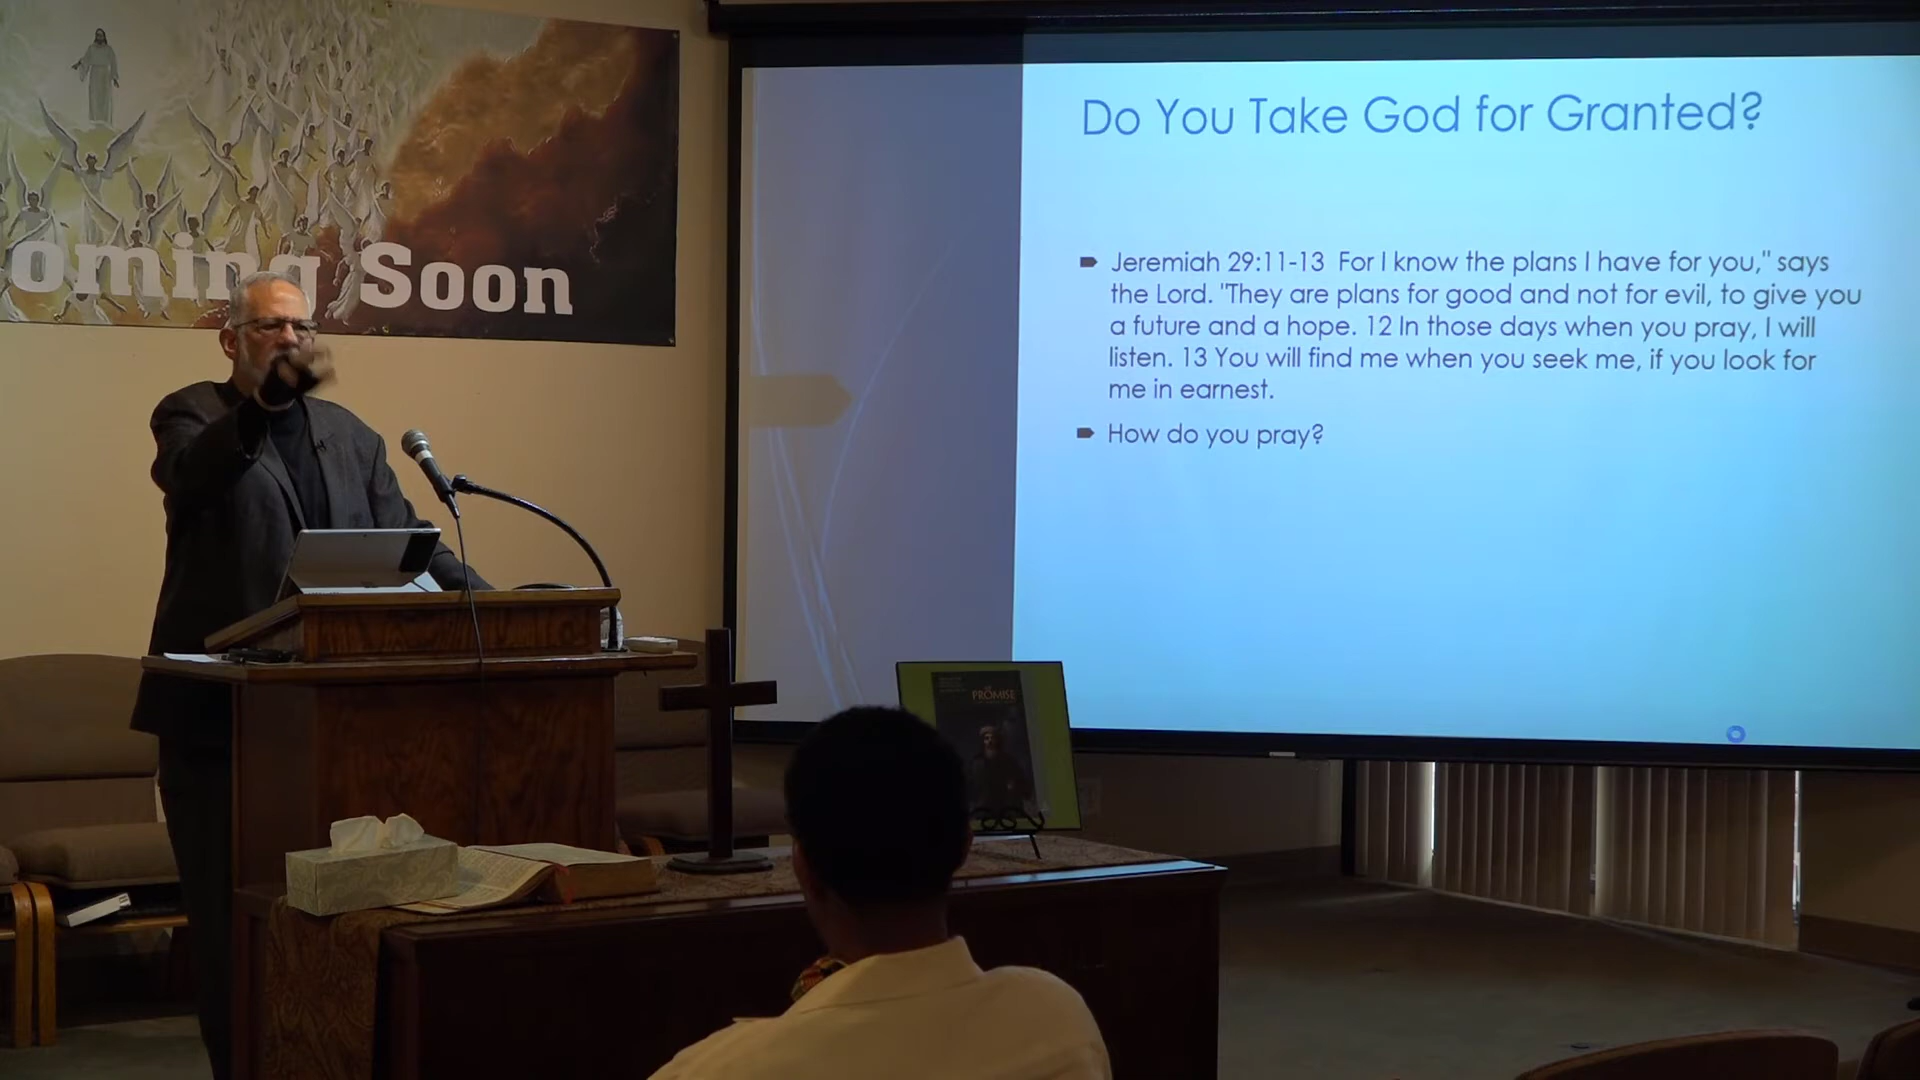 oming Soon
Do You Take God for Granted?
Jeremiah 29:11-13 For I know the plans I have for you," says
the Lord. "They are plans for good and not for evil, to give you
a future and a hope. 12 In those days when you pray, I will
listen. 13 You will find me when you seek me, if you look for
me in earnest.
How do you pray?
PROMISE